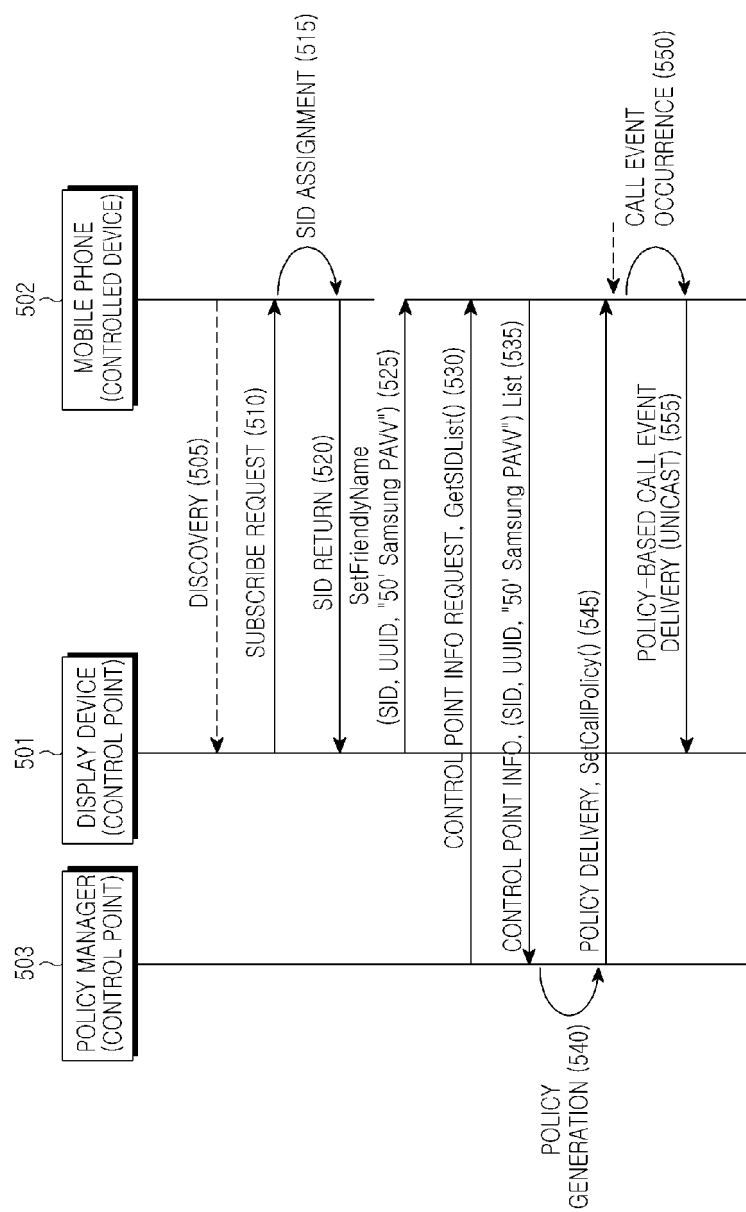 503
POLICY MANAGER
(CONTROL POINT)
501
DISPLAY DEVICE
(CONTROL POINT)
502
MOBILE PHONE
(CONTROLLED DEVICE)
DISCOVERY (505)
SUBSCRIBE REQUEST (510)
SID ASSIGNMENT (515)
SID RETURN (520)
SetFriendlyName
(SID, UUID, "50' Samsung PAVV") (525)
CONTROL POINT INFO REQUEST, GetSIDList() (530)
CONTROL POINT INFO, (SID, UUID, "50' Samsung PAVV") List (535)
POLICY
GENERATION (540)
POLICY DELIVERY, SetCallPolicy() (545)
CALL EVENT
OCCURRENCE (550)
POLICY-BASED CALL EVENT
DELIVERY (UNICAST) (555)